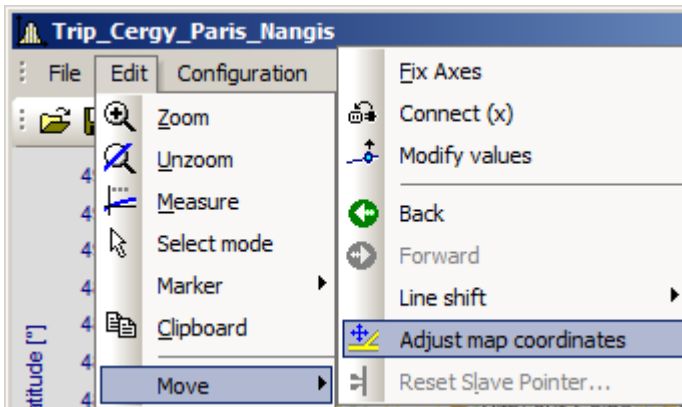 Trip_Cergy_Paris_Nangis
File Edit Configuration
Zoom
Unzoom
Measure
Select mode
Marker
Clipboard
Move
Fix Axes
Connect (x)
Modify values
Back
Forward
Line shift
Adjust map coordinates
Reset Slave Pointer...